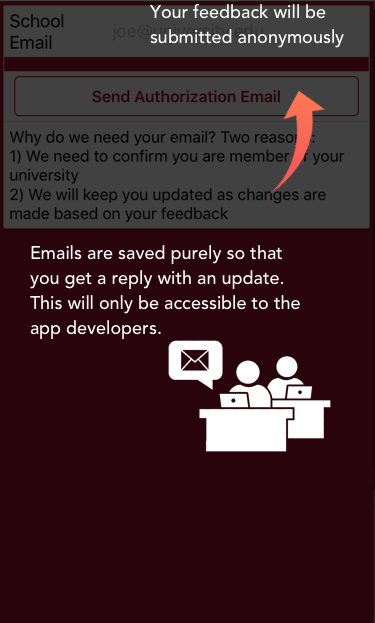 Your feedback will be
submitted anonymously
School
Email
joe@university.edu
Send Authorization Email
Why do we need your email? Two reasons:
1) We need to confirm you are member of your
university
2) We will keep you updated as changes are
made based on your feedback
Emails are saved purely so that
you get a reply with an update.
This will only be accessible to the
app developers.